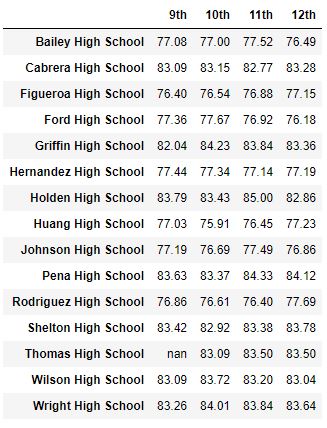 9th 10th 11th 12th
Bailey High School 77.08 77.00 77.52 76.49
Cabrera High School 83.09 83.15 82.77 83.28
Figueroa High School 76.40 76.54 76.88 77.15
Ford High School 77.36 77.67 76.92 76.18
Griffin High School 82.04 84.23 83.84 83.36
Hernandez High School 77.44 77.34 77.14 77.19
Holden High School 83.79 83.43 85.00 82.86
Huang High School 77.03 75.91 76.45 77.23
Johnson High School 77.19 76.69 77.49 76.86
Pena High School 83.63 83.37 84.33 84.12
Rodriguez High School 76.86 76.61 76.40 77.69
Shelton High School 83.42 82.92 83.38 83.78
Thomas High School nan 83.09 83.50 83.50
Wilson High School 83.09 83.72 83.20 83.04
Wright High School 83.26 84.01 83.84 83.64